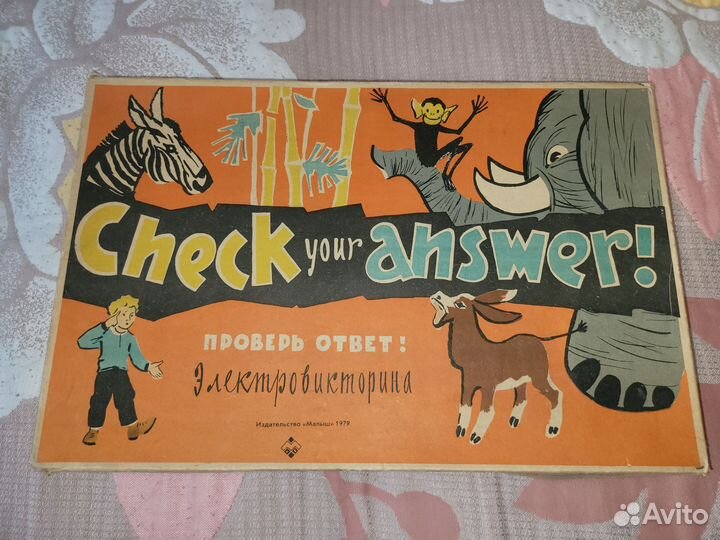 Check your answer!
ПРОВЕРЬ ОТВЕТ!
Электровикторина
Издательство «Малыш» 1979
Avito